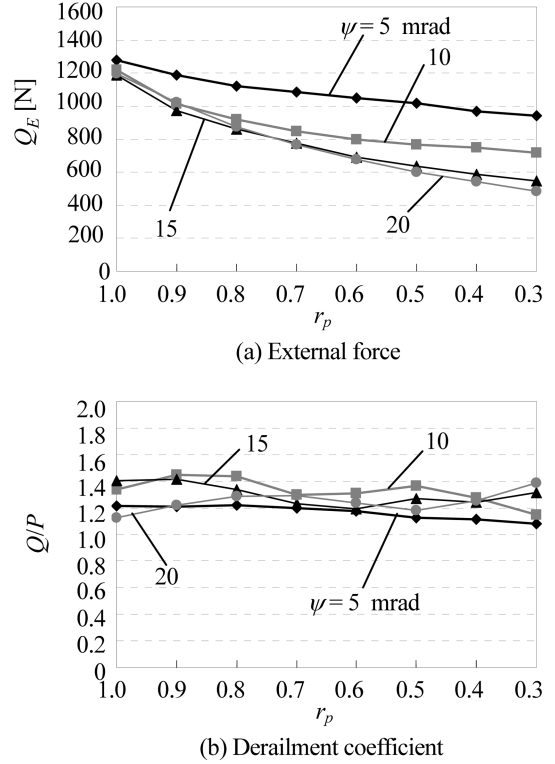 1600
1400
1200
1000
800
600
400
200
0
Q_E [N]
ψ = 5 mrad
10
15
20
1.0 0.9 0.8 0.7 0.6 0.5 0.4 0.3
r_p
(a) External force
2.0
1.8
1.6
1.4
1.2
1.0
0.8
0.6
0.4
0.2
0
Q/P
15
10
20
ψ = 5 mrad
1.0 0.9 0.8 0.7 0.6 0.5 0.4 0.3
r_p
(b) Derailment coefficient